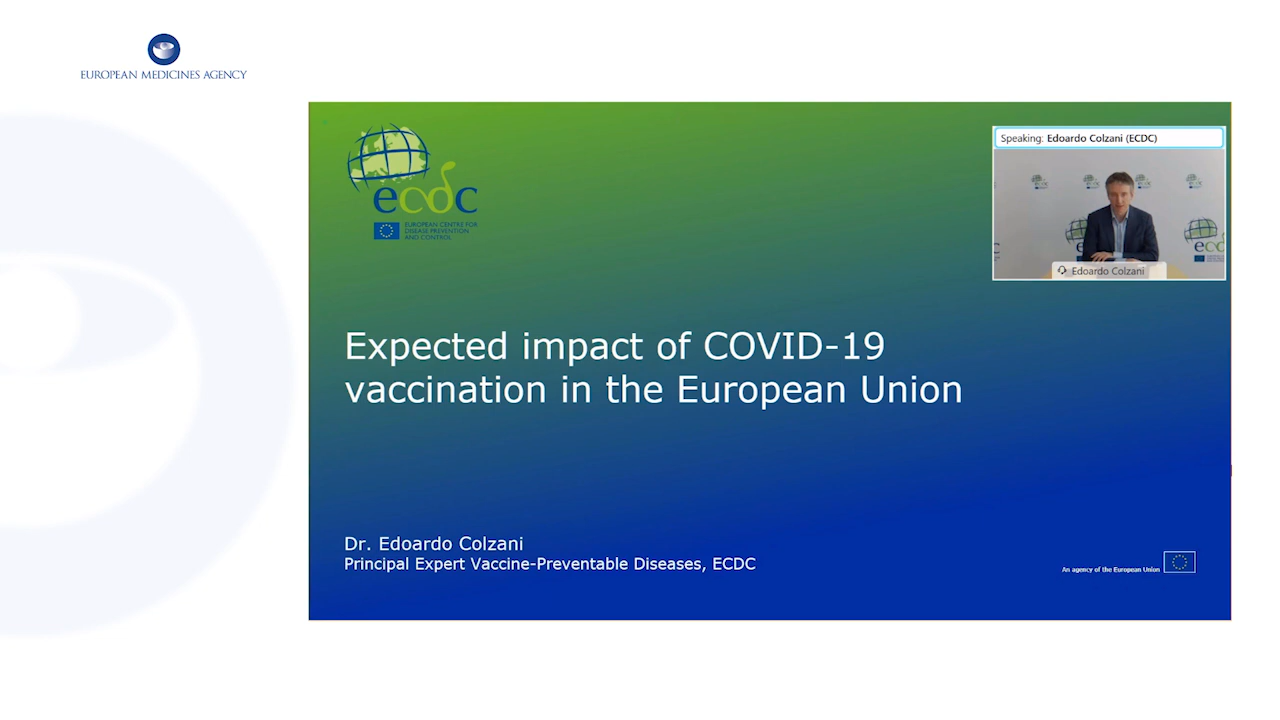 EUROPEAN MEDICINES AGENCY
ecdc
EUROPEAN CENTRE FOR
DISEASE PREVENTION
AND CONTROL
Speaking: Edoardo Colzani (ECDC)
Edoardo Colzani
Expected impact of COVID-19
vaccination in the European Union
Dr. Edoardo Colzani
Principal Expert Vaccine-Preventable Diseases, ECDC
An agency of the European Union